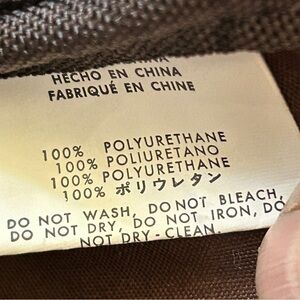 CHINA
HECHO EN CHINA
FABRIQUÉ EN CHINE
100% POLYURETHANE
100% POLIURETANO
100% POLYURETHANE
100% ポリウレタン
DO NOT WASH, DO NOT BLEACH,
DO NOT DRY, DO NOT IRON, DO
NOT DRY-CLEAN.